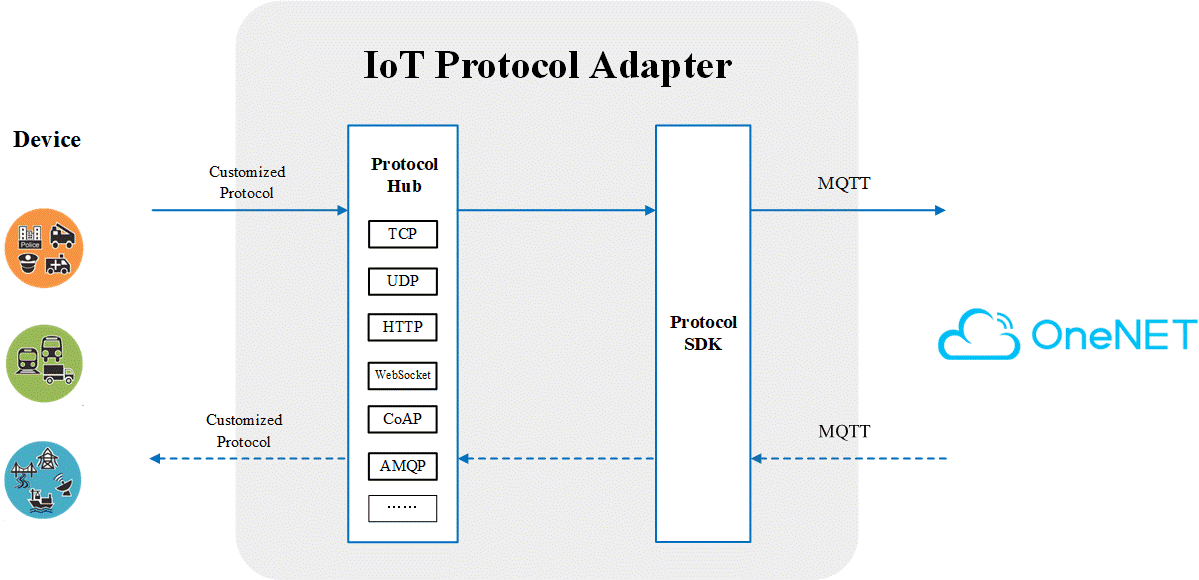 IoT Protocol Adapter
Device
Police
Customized
Protocol
Protocol
Hub
TCP
UDP
HTTP
WebSocket
CoAP
AMQP
……
Customized
Protocol
Protocol
SDK
MQTT
OneNET
MQTT